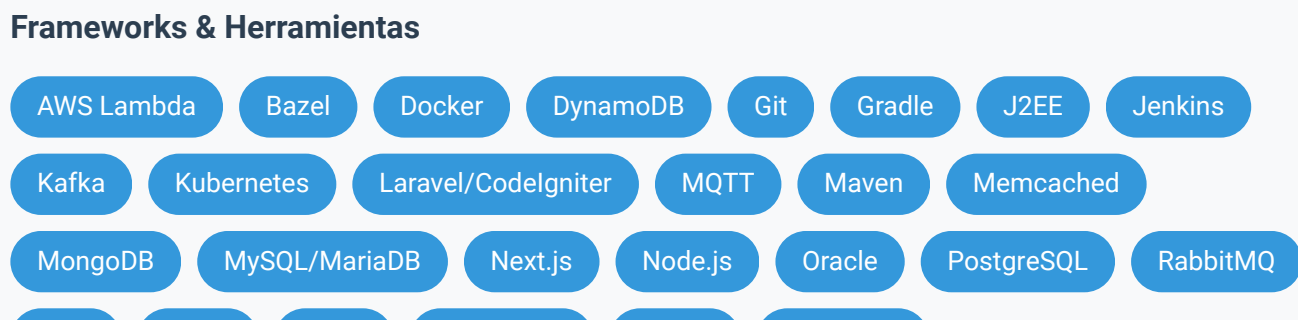 Frameworks & Herramientas
AWS Lambda Bazel Docker DynamoDB Git Gradle J2EE Jenkins
Kafka Kubernetes Laravel/CodeIgniter MQTT Maven Memcached
MongoDB MySQL/MariaDB Next.js Node.js Oracle PostgreSQL RabbitMQ